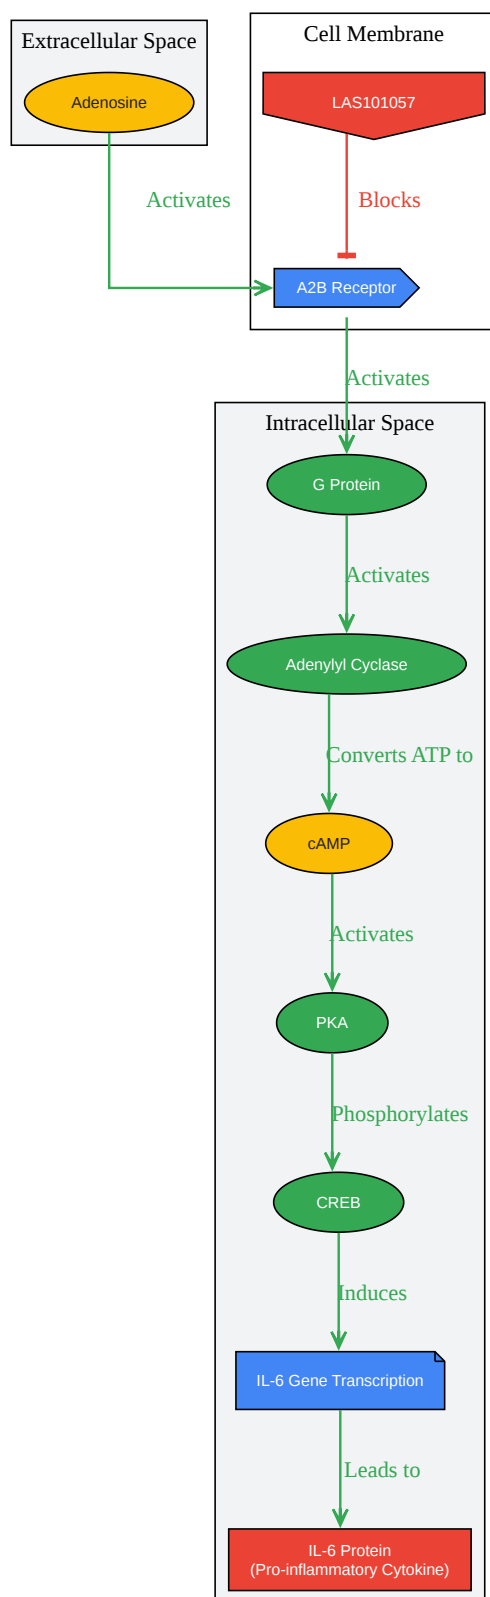 Extracellular Space
Adenosine
Cell Membrane
LAS101057
Activates
Blocks
A2B Receptor
Activates
Intracellular Space
G Protein
Activates
Adenylyl Cyclase
Converts ATP to
cAMP
Activates
PKA
Phosphorylates
CREB
Induces
IL-6 Gene Transcription
Leads to
IL-6 Protein
(Pro-inflammatory Cytokine)